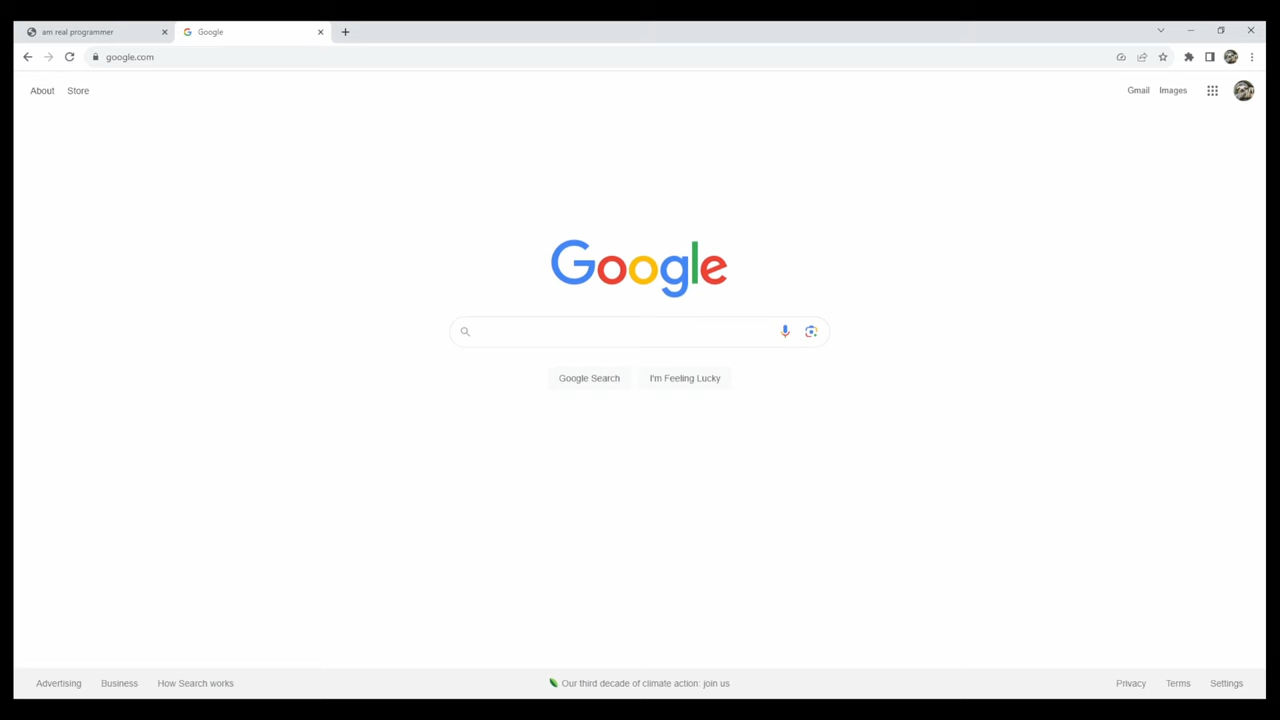 am real programmer
Google
google.com
About Store
Gmail Images
Google
Google Search I'm Feeling Lucky
Advertising Business How Search works
Our third decade of climate action: join us
Privacy Terms Settings